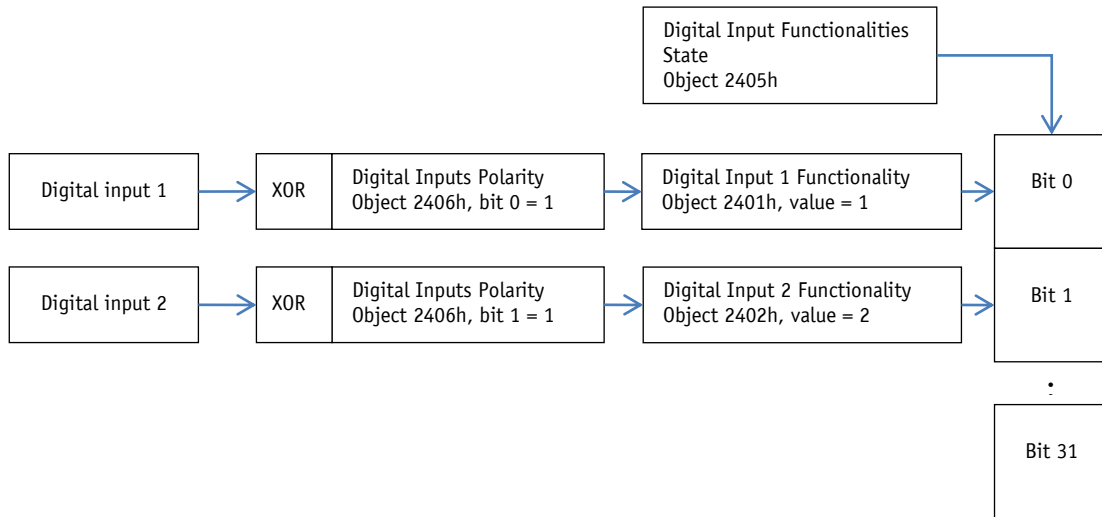 Digital Input Functionalities
State
Object 2405h
Digital input 1
XOR
Digital Inputs Polarity
Object 2406h, bit 0 = 1
Digital Input 1 Functionality
Object 2401h, value = 1
Bit 0
Digital input 2
XOR
Digital Inputs Polarity
Object 2406h, bit 1 = 1
Digital Input 2 Functionality
Object 2402h, value = 2
Bit 1
:
Bit 31